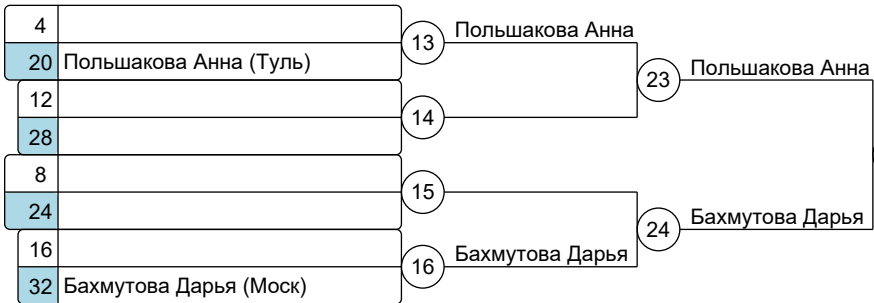 4
20 Польшакова Анна (Туль)
12
28
8
24
16
32 Бахмутова Дарья (Моск)
13 Польшакова Анна
14
15
16 Бахмутова Дарья
23 Польшакова Анна
24 Бахмутова Дарья